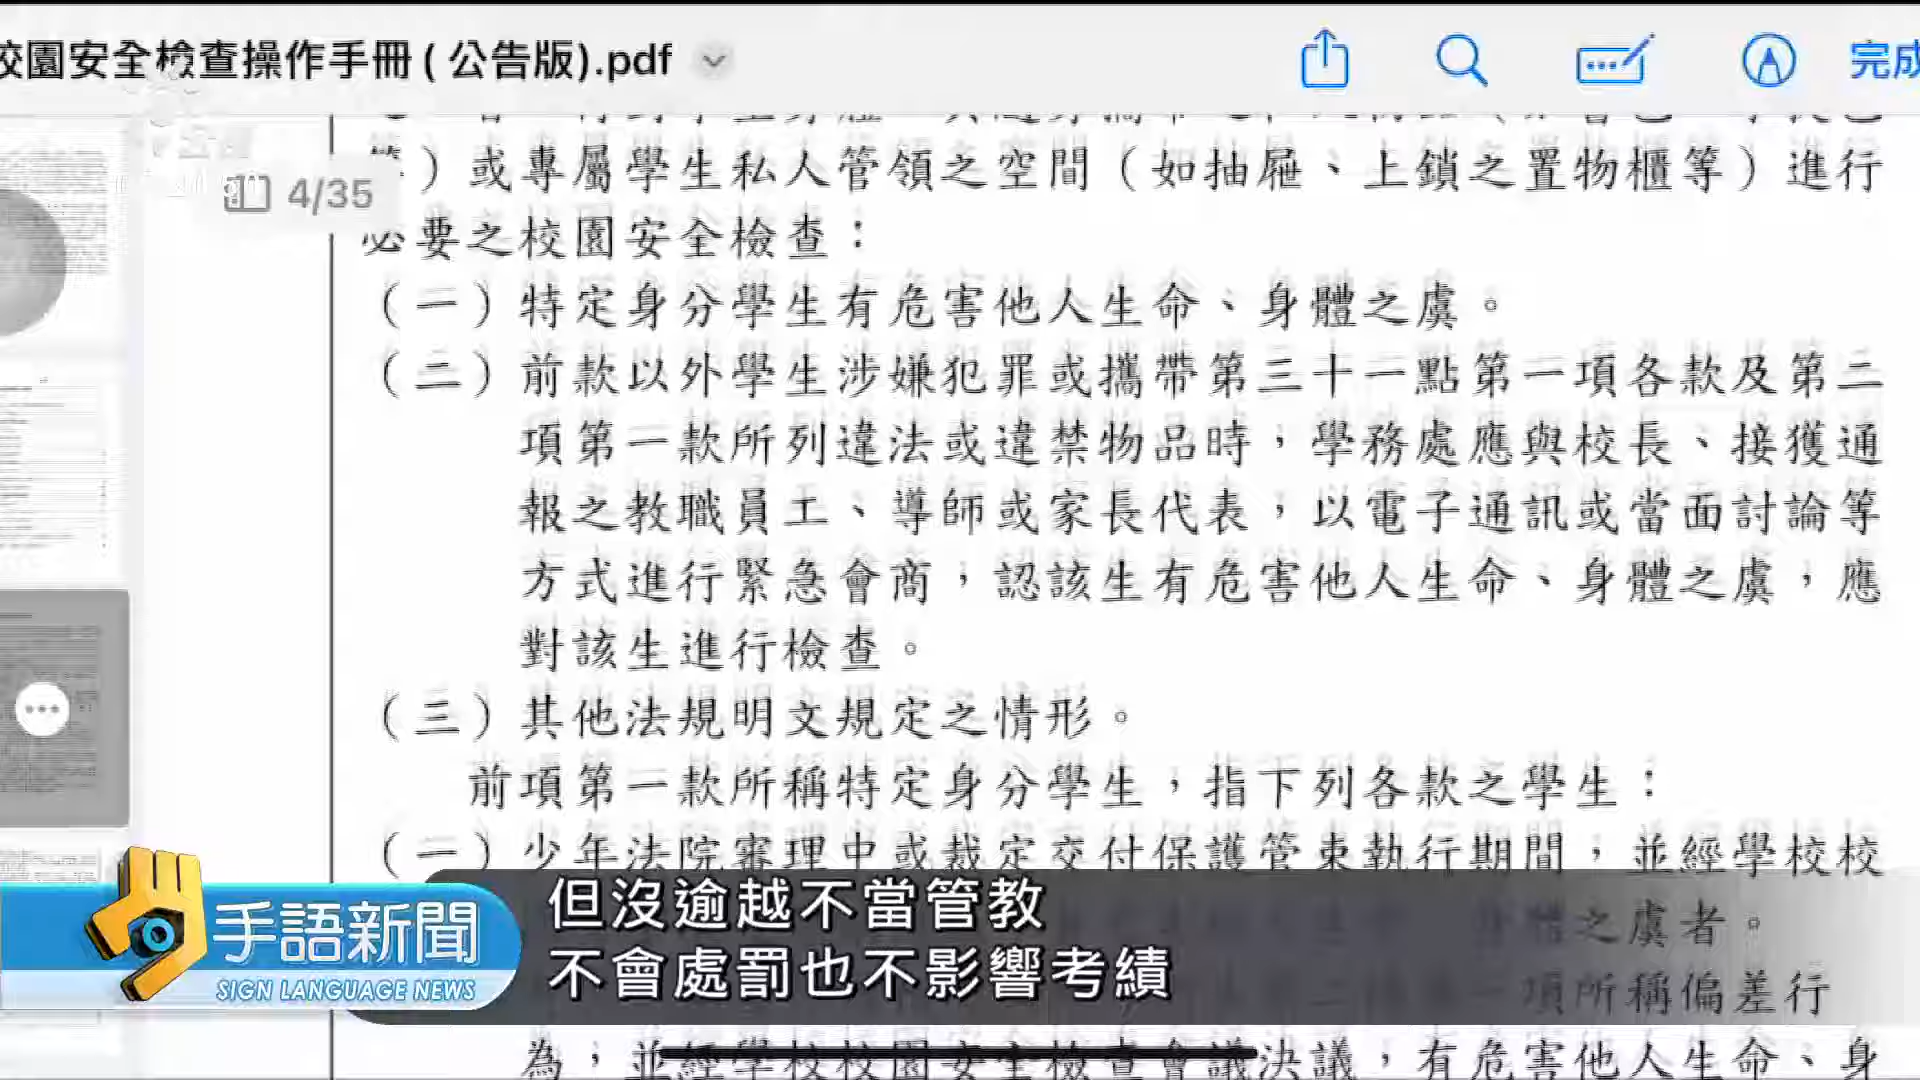 校園安全檢查操作手冊(公告版).pdf
完成
4/35
）或專屬學生私人管領之空間（如抽屜、上鎖之置物櫃等）進行
必要之校園安全檢查：
（一）特定身分學生有危害他人生命、身體之虞。
（二）前款以外學生涉嫌犯罪或攜帶第三十一點第一項各款及第二
項第一款所列違法或違禁物品時，學務處應與校長、接獲通
報之教職員工、導師或家長代表，以電子通訊或當面討論等
方式進行緊急會商，認該生有危害他人生命、身體之虞，應
對該生進行檢查。
（三）其他法規明文規定之情形。
前項第一款所稱特定身分學生，指下列各款之學生：
（一）少年法院審理中或裁定交付保護管束執行期間，並經學校校
之虞者。
項所稱偏差行
為，並經學校校園安全檢查會議決議，有危害他人生命、身
手語新聞
SIGN LANGUAGE NEWS
但沒逾越不當管教
不會處罰也不影響考績